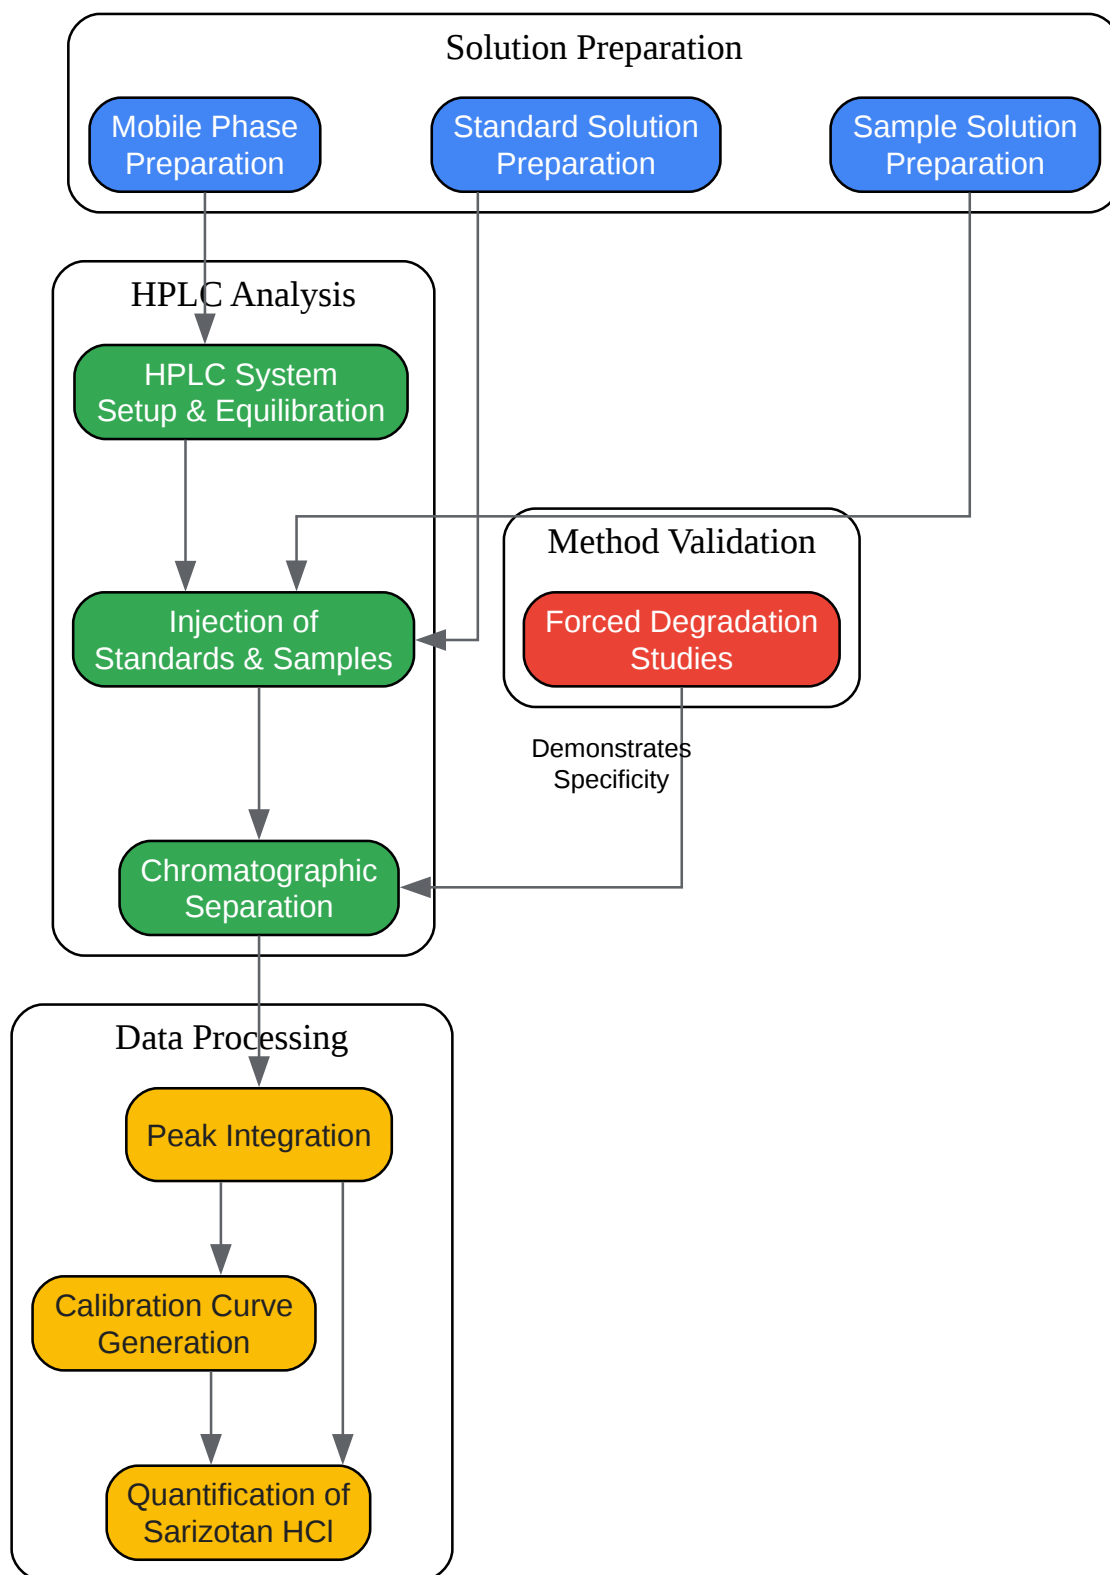 Solution Preparation
Mobile Phase
Preparation
Standard Solution
Preparation
Sample Solution
Preparation
HPLC Analysis
HPLC System
Setup & Equilibration
Method Validation
Injection of
Standards & Samples
Forced Degradation
Studies
Demonstrates
Specificity
Chromatographic
Separation
Data Processing
Peak Integration
Calibration Curve
Generation
Quantification of
Sarizotan HCl